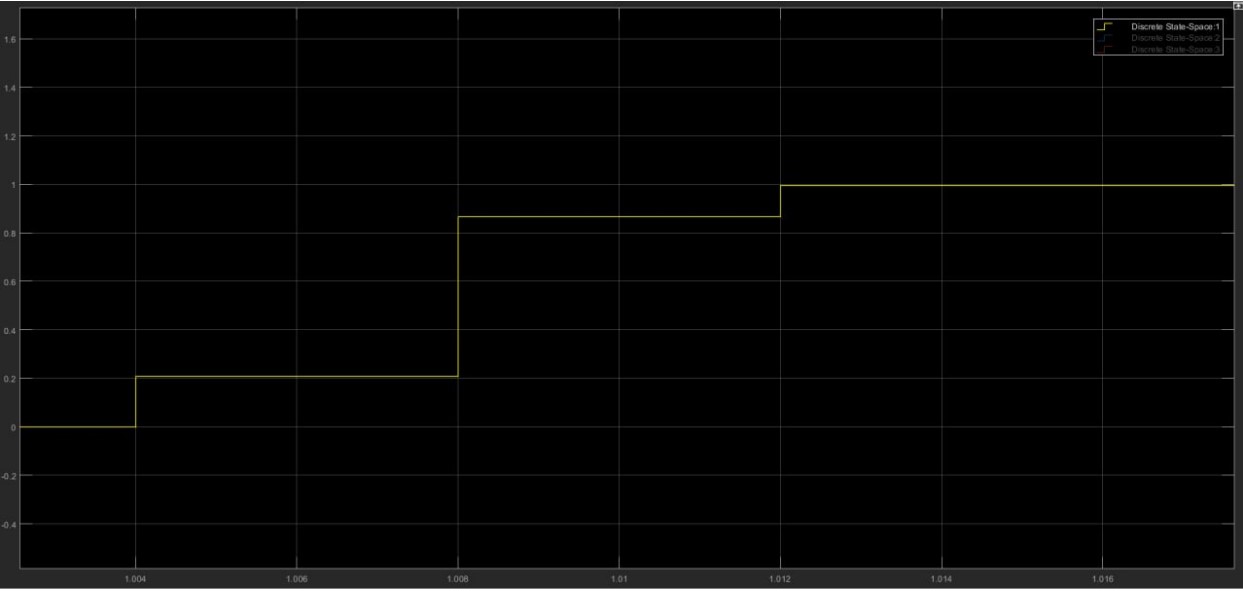 Discrete State-Space:1
Discrete State-Space:2
Discrete State-Space:3
1.6
1.4
1.2
1
0.8
0.6
0.4
0.2
0
-0.2
-0.4
1.004 1.006 1.008 1.01 1.012 1.014 1.016